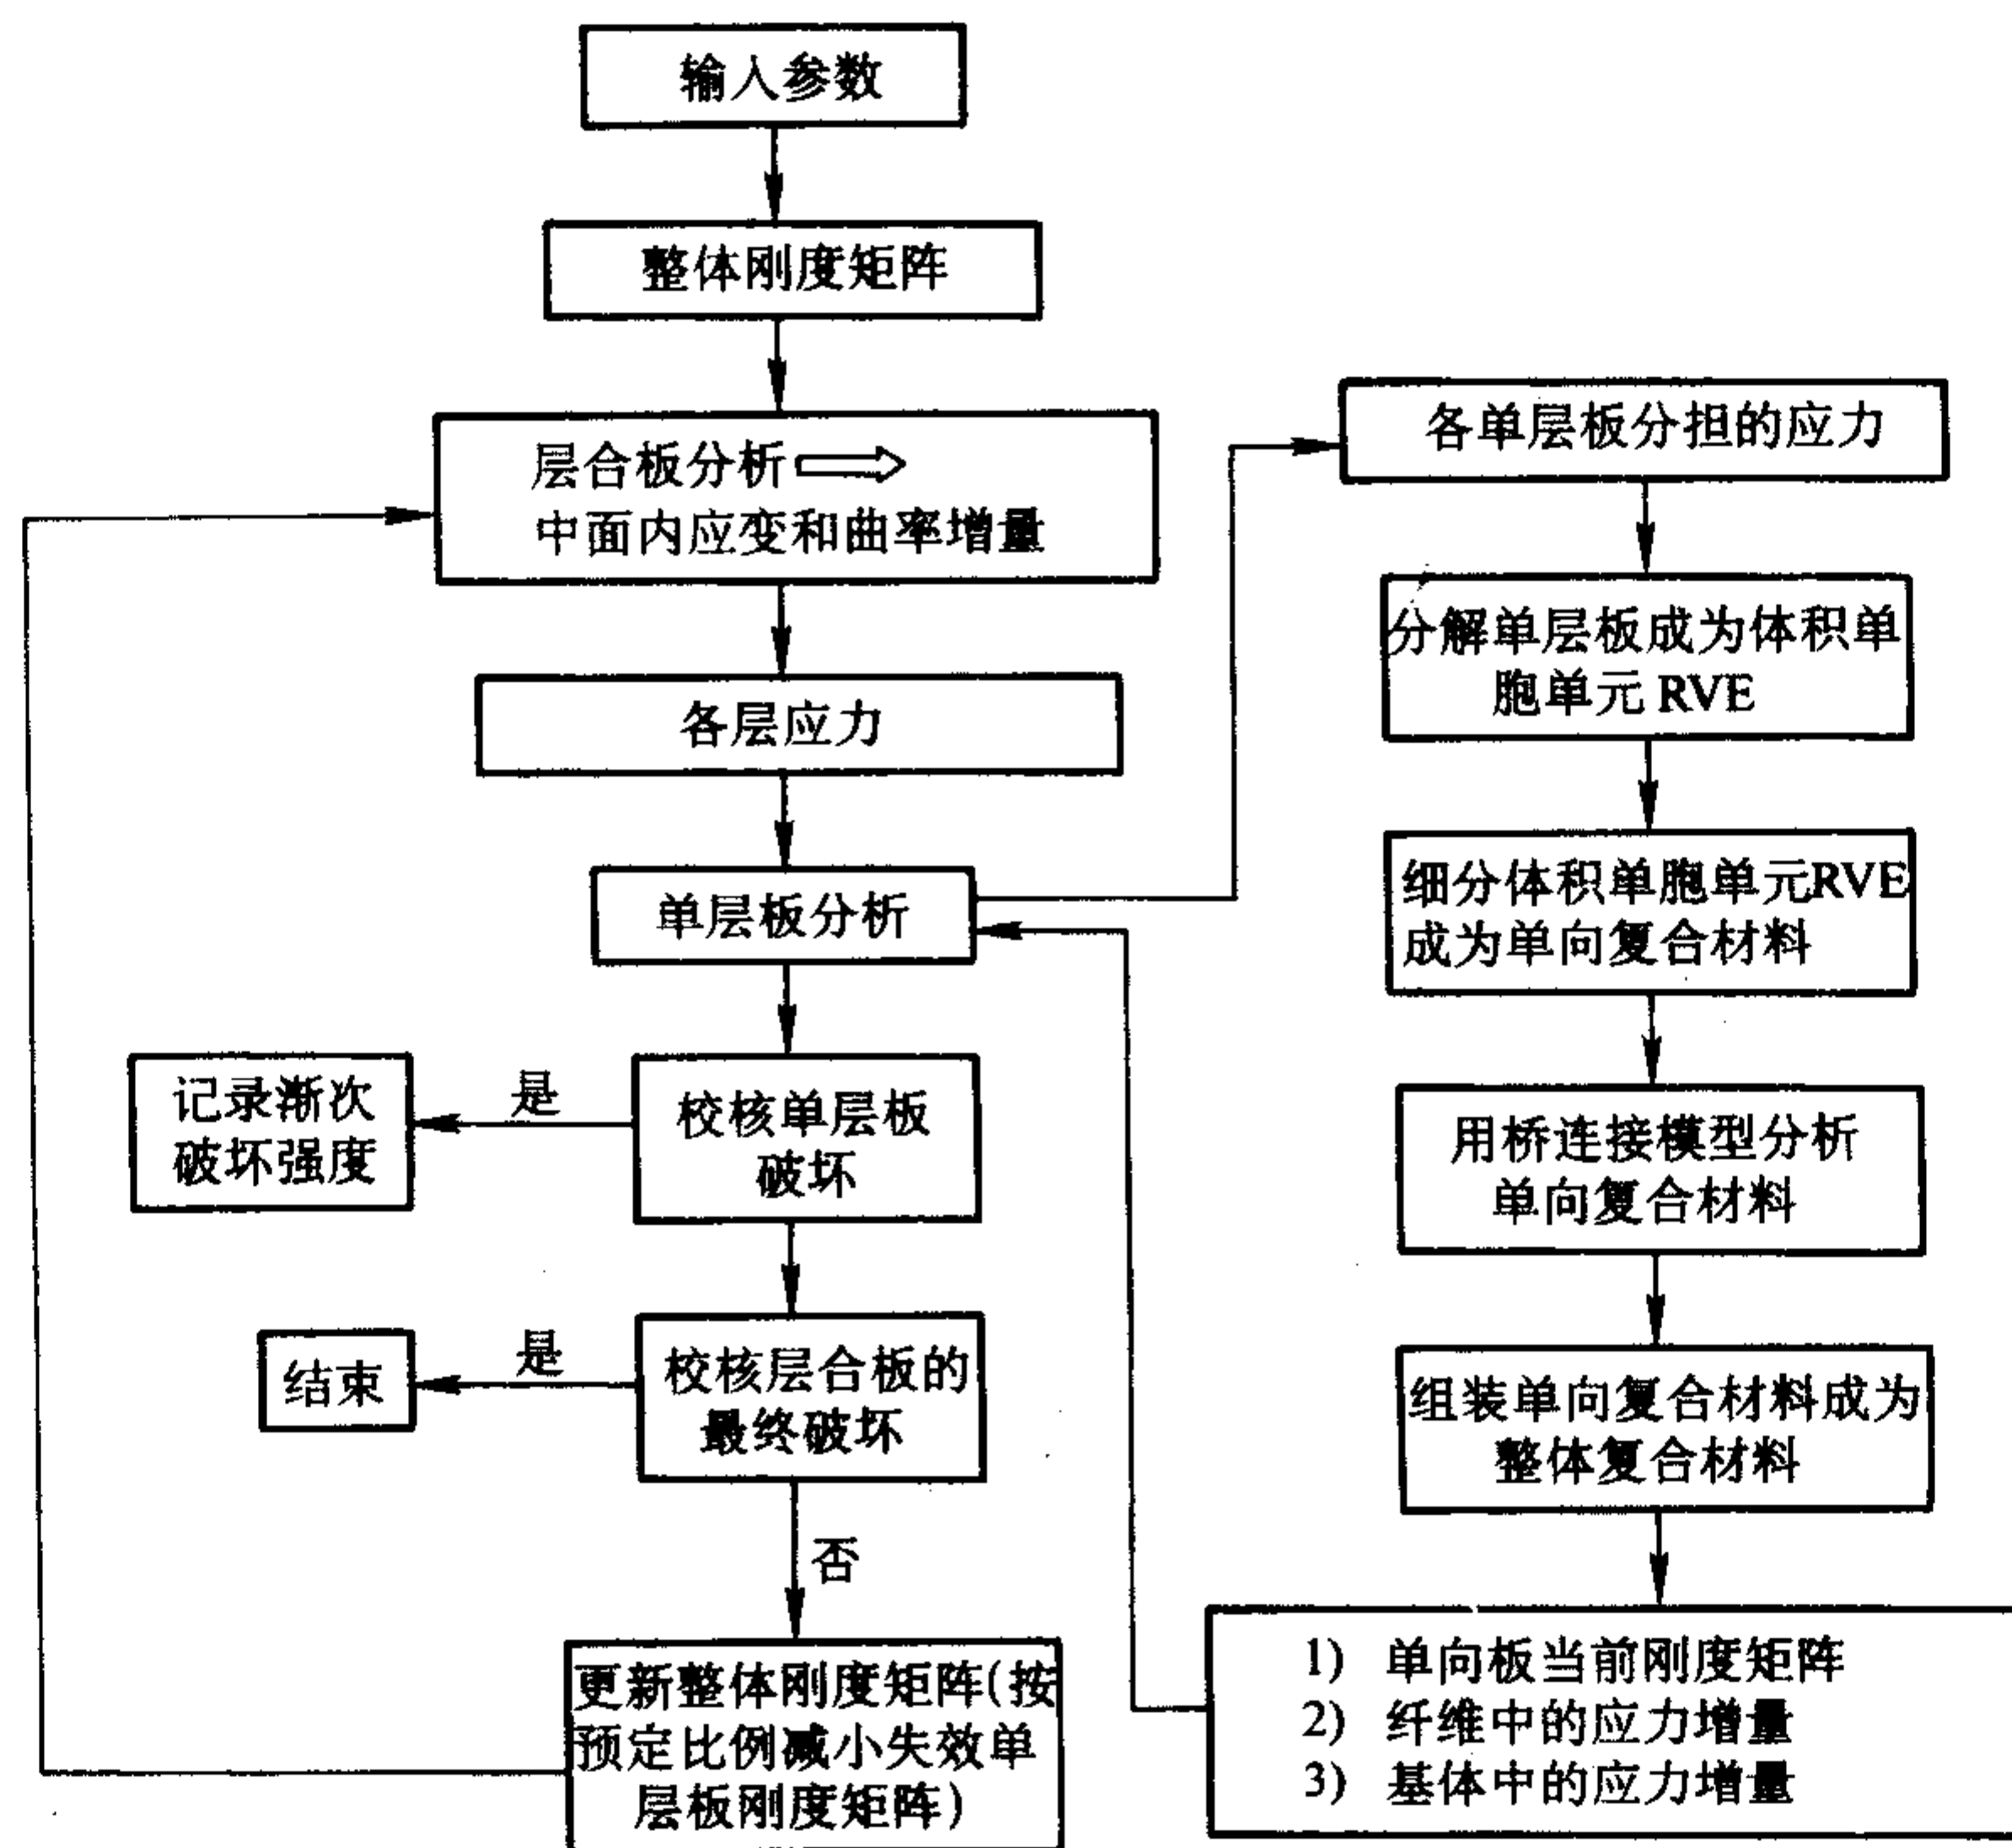 输入参数
整体刚度矩阵
层合板分析
中面内应变和曲率增量
各层应力
单层板分析
校核单层板
破坏
是
记录渐次
破坏强度
校核层合板的
最终破坏
是
结束
否
更新整体刚度矩阵(按
预定比例减小失效单
层板刚度矩阵)
各单层板分担的应力
分解单层板成为体积单
胞单元 RVE
细分体积单胞单元RVE
成为单向复合材料
用桥连接模型分析
单向复合材料
组装单向复合材料成为
整体复合材料
1) 单向板当前刚度矩阵
2) 纤维中的应力增量
3) 基体中的应力增量